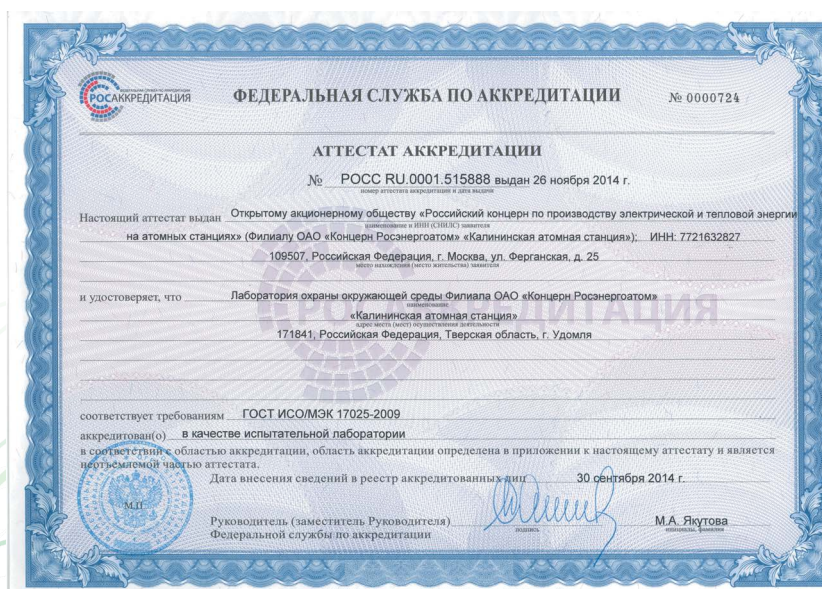 ФЕДЕРАЛЬНАЯ СЛУЖБА ПО АККРЕДИТАЦИИ
РОСАККРЕДИТАЦИЯ
ФЕДЕРАЛЬНАЯ СЛУЖБА ПО АККРЕДИТАЦИИ № 0000724
АТТЕСТАТ АККРЕДИТАЦИИ
№ РОСС RU.0001.515888 выдан 26 ноября 2014 г.
номер аттестата аккредитации и дата выдачи
Настоящий аттестат выдан Открытому акционерному обществу «Российский концерн по производству электрической и тепловой энергии
наименование и ИНН (СНИЛС) заявителя
на атомных станциях» (Филиалу ОАО «Концерн Росэнергоатом» «Калининская атомная станция»); ИНН: 7721632827
109507, Российская Федерация, г. Москва, ул. Ферганская, д. 25
место нахождения (место жительства) заявителя
и удостоверяет, что Лаборатория охраны окружающей среды Филиала ОАО «Концерн Росэнергоатом»
наименование
«Калининская атомная станция»
адрес места (мест) осуществления деятельности
171841, Российская Федерация, Тверская область, г. Удомля
РОСАККРЕДИТАЦИЯ
соответствует требованиям ГОСТ ИСО/МЭК 17025-2009
аккредитован(о) в качестве испытательной лаборатории
в соответствии с областью аккредитации, область аккредитации определена в приложении к настоящему аттестату и является
неотъемлемой частью аттестата.
Дата внесения сведений в реестр аккредитованных лиц 30 сентября 2014 г.
М.П.
Руководитель (заместитель Руководителя) М.А. Якутова
подпись инициалы, фамилия
Федеральной службы по аккредитации